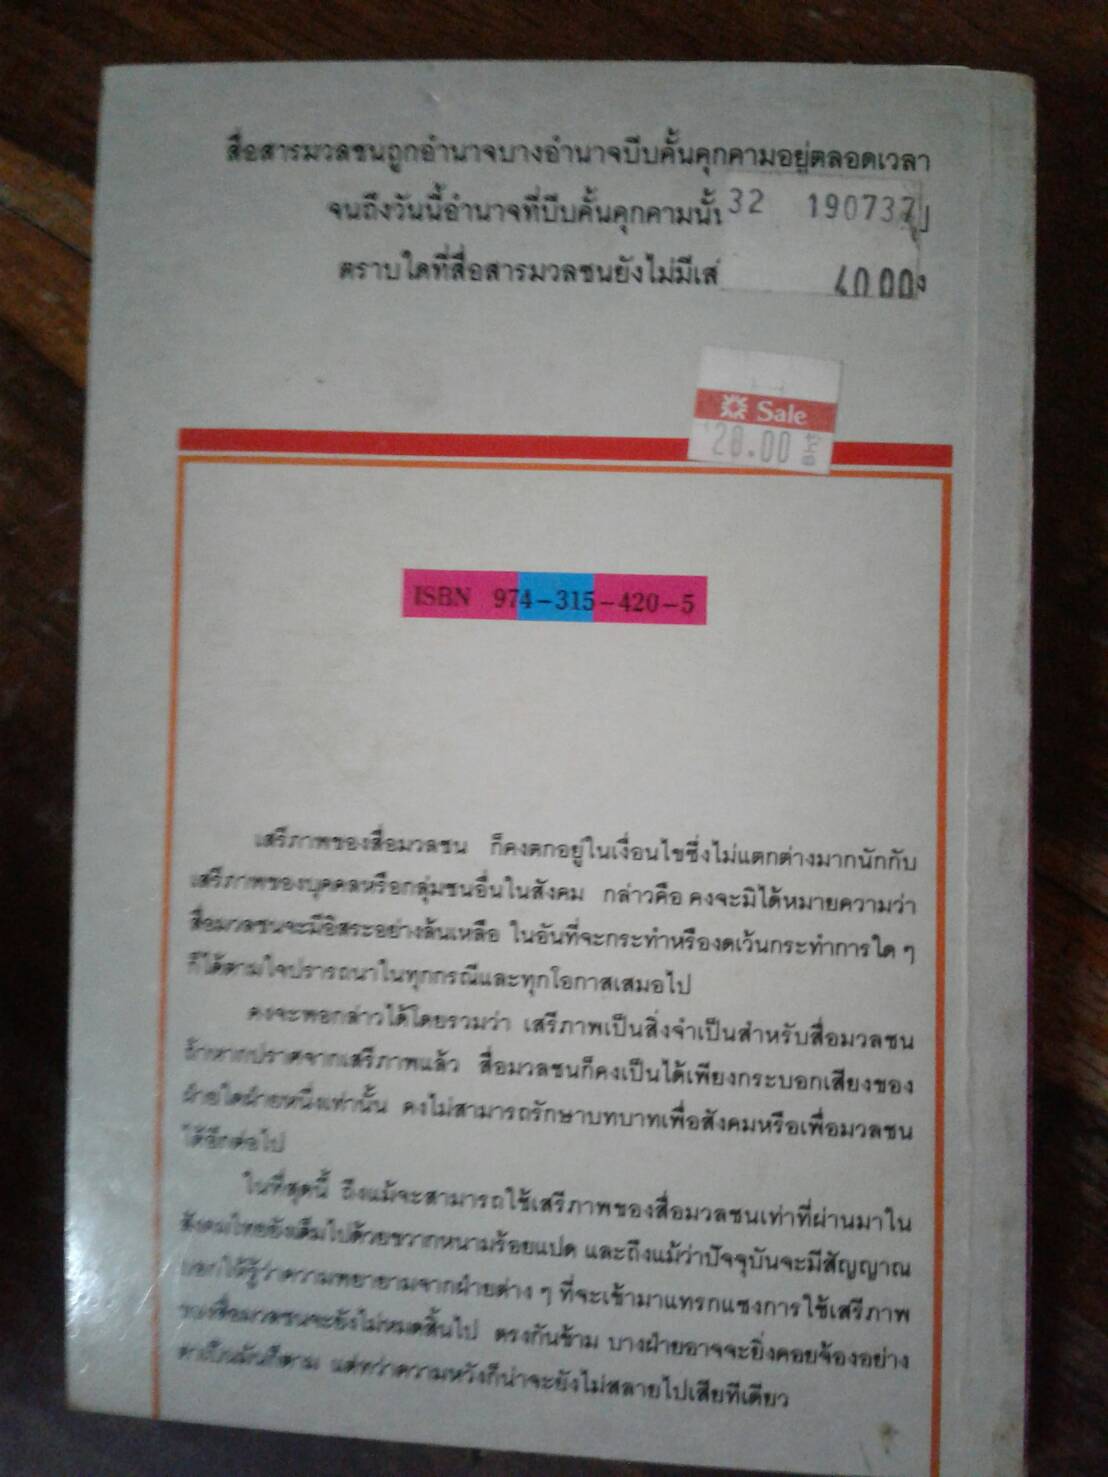 สื่อสารมวลชนถูกอำนาจบางอำนาจบีบคั้นคุกคามอยู่ตลอดเวลา
จนถึงวันนี้อำนาจที่บีบคั้นคุกคามนั้น
32 190737
ตราบใดที่สื่อสารมวลชนยังไม่มีเส
40.00
Sale
28.00
ISBN 974-315-420-5
เสรีภาพของสื่อมวลชน ก็คงตกอยู่ในเงื่อนไขซึ่งไม่แตกต่างมากนักกับ
เสรีภาพของบุคคลหรือกลุ่มชนอื่นในสังคม กล่าวคือ คงจะมิได้หมายความว่า
สื่อมวลชนจะมีอิสระอย่างล้นเหลือ ในอันที่จะกระทำหรืองดเว้นกระทำการใด ๆ
ก็ได้ตามใจปรารถนาในทุกกรณีและทุกโอกาสเสมอไป
คงจะพอกล่าวได้โดยรวมว่า เสรีภาพเป็นสิ่งจำเป็นสำหรับสื่อมวลชน
ถ้าหากปราศจากเสรีภาพแล้ว สื่อมวลชนก็คงเป็นได้เพียงกระบอกเสียงของ
ฝ่ายใดฝ่ายหนึ่งเท่านั้น คงไม่สามารถรักษาบทบาทเพื่อสังคมหรือเพื่อมวลชน
ได้อีกต่อไป
ในที่สุดนี้ ถึงแม้จะสามารถใช้เสรีภาพของสื่อมวลชนเท่าที่ผ่านมาใน
สังคมไทยยังเต็มไปด้วยขวากหนามร้อยแปด และถึงแม้ว่าปัจจุบันจะมีสัญญาณ
บอกให้รู้ว่าความพยายามจากฝ่ายต่าง ๆ ที่จะเข้ามาแทรกแซงการใช้เสรีภาพ
ของสื่อมวลชนจะยังไม่หมดสิ้นไป ตรงกันข้าม บางฝ่ายอาจจะยิ่งคอยจ้องอย่าง
ตาเป็นมันก็ตาม แต่ทว่าความหวังก็น่าจะยังไม่สลายไปเสียทีเดียว